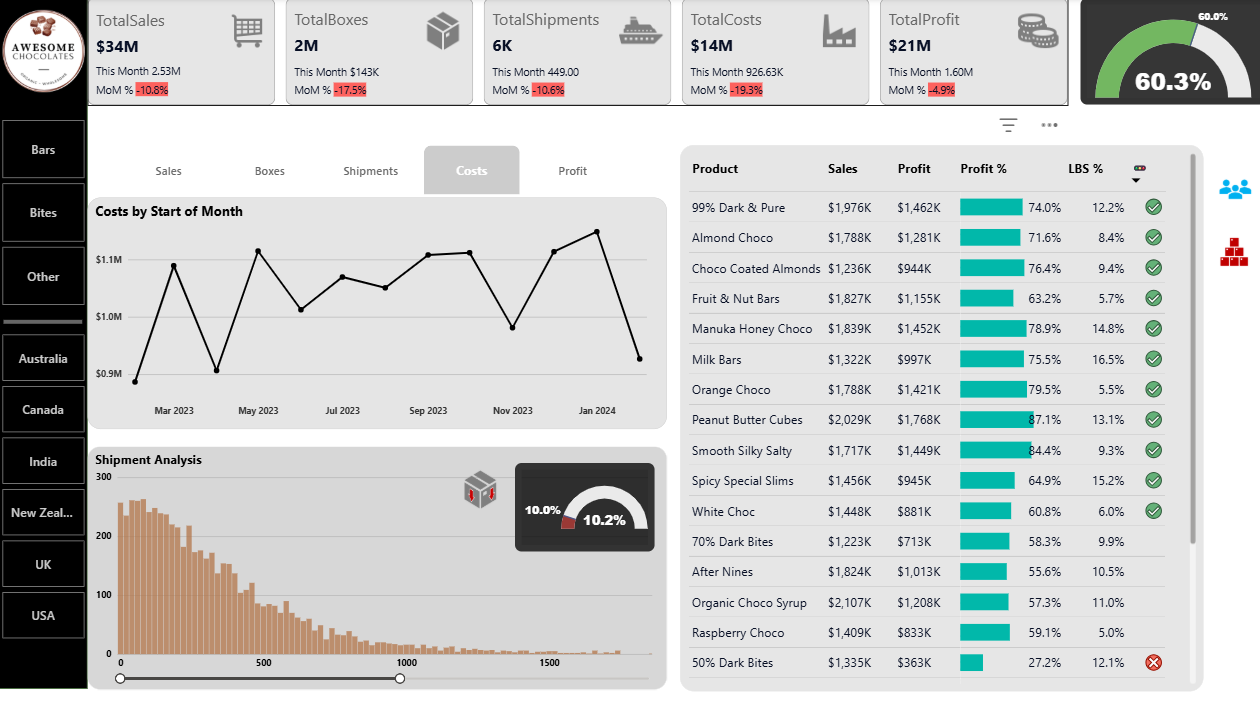 AWESOME
CHOCOLATES
TotalSales
$34M
This Month 2.53M
MoM % -10.8%
TotalBoxes
2M
This Month $143K
MoM % -17.5%
TotalShipments
6K
This Month 449.00
MoM % -10.6%
TotalCosts
$14M
This Month 926.63K
MoM % -19.3%
TotalProfit
$21M
This Month 1.60M
MoM % -4.9%
60.0%
60.3%
Bars
Bites
Other
Australia
Canada
India
New Zeal...
UK
USA
Sales Boxes Shipments Costs Profit
Costs by Start of Month
$1.1M
$1.0M
$0.9M
Mar 2023 May 2023 Jul 2023 Sep 2023 Nov 2023 Jan 2024
Shipment Analysis
300
200
100
0
0 500 1000 1500
10.0%
10.2%
Product Sales Profit Profit % LBS %
99% Dark & Pure $1,976K $1,462K 74.0% 12.2%
Almond Choco $1,788K $1,281K 71.6% 8.4%
Choco Coated Almonds $1,236K $944K 76.4% 9.4%
Fruit & Nut Bars $1,827K $1,155K 63.2% 5.7%
Manuka Honey Choco $1,839K $1,452K 78.9% 14.8%
Milk Bars $1,322K $997K 75.5% 16.5%
Orange Choco $1,788K $1,421K 79.5% 5.5%
Peanut Butter Cubes $2,029K $1,768K 87.1% 13.1%
Smooth Silky Salty $1,717K $1,449K 84.4% 9.3%
Spicy Special Slims $1,456K $945K 64.9% 15.2%
White Choc $1,448K $881K 60.8% 6.0%
70% Dark Bites $1,223K $713K 58.3% 9.9%
After Nines $1,824K $1,013K 55.6% 10.5%
Organic Choco Syrup $2,107K $1,208K 57.3% 11.0%
Raspberry Choco $1,409K $833K 59.1% 5.0%
50% Dark Bites $1,335K $363K 27.2% 12.1%